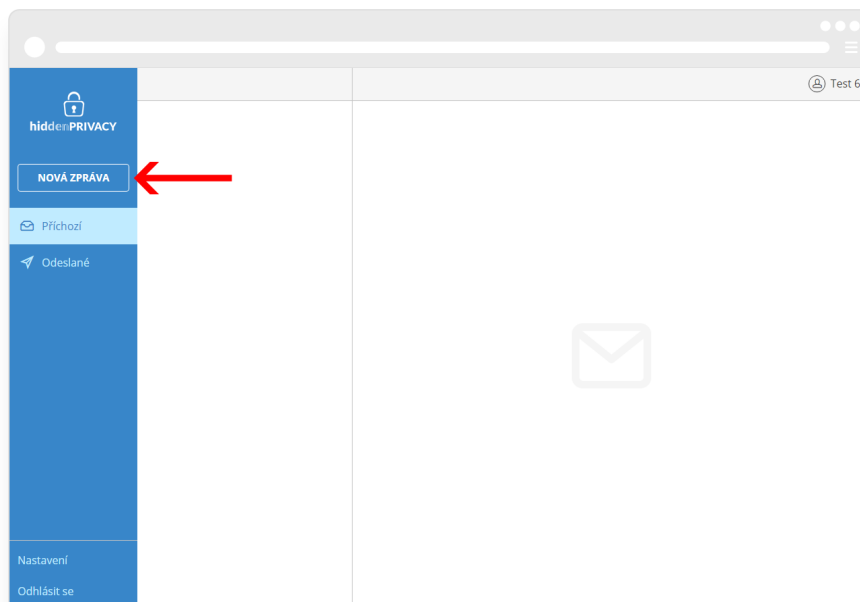 Test 6
hiddenPRIVACY
NOVÁ ZPRÁVA
Příchozí
Odeslané
Nastavení
Odhlásit se